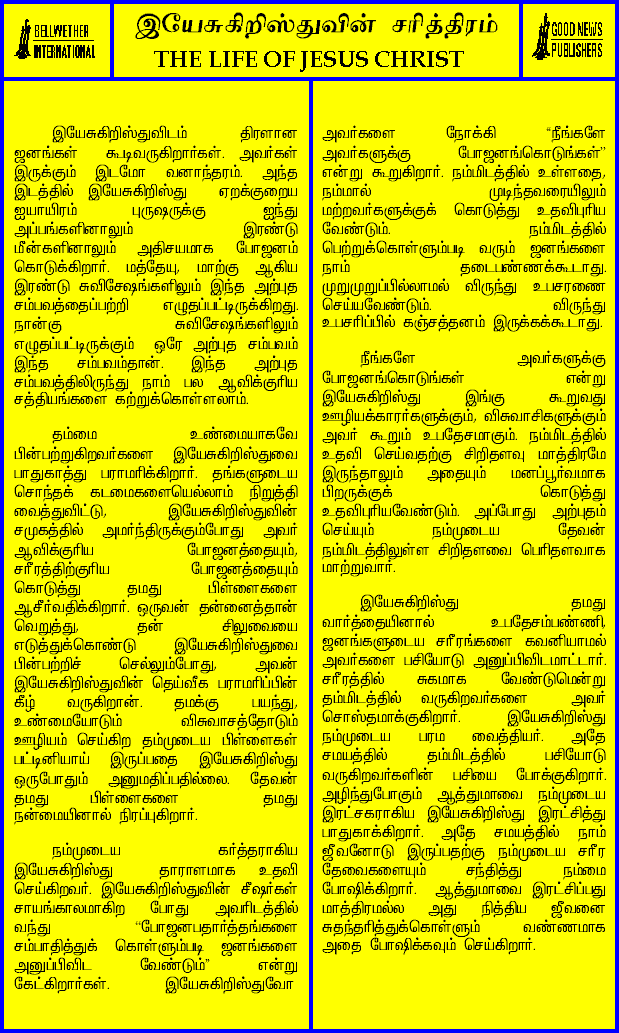 BELLWETHER
INTERNATIONAL
இயேசுகிறிஸ்துவின் சரித்திரம்
THE LIFE OF JESUS CHRIST
GOOD NEWS
PUBLISHERS
இயேசுகிறிஸ்துவிடம் திரளான
ஜனங்கள் கூடிவருகிறார்கள். அவர்கள்
இருக்கும் இடமோ வனாந்தரம். அந்த
இடத்தில் இயேசுகிறிஸ்து ஏறக்குறைய
ஐயாயிரம் புருஷருக்கு ஐந்து
அப்பங்களினாலும் இரண்டு
மீன்களினாலும் அதிசயமாக போஜனம்
கொடுக்கிறார். மத்தேயு, மாற்கு ஆகிய
இரண்டு சுவிசேஷங்களிலும் இந்த அற்புத
சம்பவத்தைப்பற்றி எழுதப்பட்டிருக்கிறது.
நான்கு சுவிசேஷங்களிலும்
எழுதப்பட்டிருக்கும் ஒரே அற்புத சம்பவம்
இந்த சம்பவம்தான். இந்த அற்புத
சம்பவத்திலிருந்து நாம் பல ஆவிக்குரிய
சத்தியங்களை கற்றுக்கொள்ளலாம்.
தம்மை உண்மையாகவே
பின்பற்றுகிறவர்களை இயேசுகிறிஸ்துவை
பாதுகாத்து பராமரிக்கிறார். தங்களுடைய
சொந்தக் கடமைகளையெல்லாம் நிறுத்தி
வைத்துவிட்டு, இயேசுகிறிஸ்துவின்
சமுகத்தில் அமர்ந்திருக்கும்போது அவர்
ஆவிக்குரிய போஜனத்தையும்,
சரீரத்திற்குரிய போஜனத்தையும்
கொடுத்து தமது பிள்ளைகளை
ஆசீர்வதிக்கிறார். ஒருவன் தன்னைத்தான்
வெறுத்து, தன் சிலுவையை
எடுத்துக்கொண்டு இயேசுகிறிஸ்துவை
பின்பற்றிச் செல்லும்போது, அவன்
இயேசுகிறிஸ்துவின் தெய்வீக பராமரிப்பின்
கீழ் வருகிறான். தமக்கு பயந்து,
உண்மையோடும் விசுவாசத்தோடும்
ஊழியம் செய்கிற தம்முடைய பிள்ளைகள்
பட்டினியாய் இருப்பதை இயேசுகிறிஸ்து
ஒருபோதும் அனுமதிப்பதில்லை. தேவன்
தமது பிள்ளைகளை தமது
நன்மையினால் நிரப்புகிறார்.
நம்முடைய கர்த்தராகிய
இயேசுகிறிஸ்து தாராளமாக உதவி
செய்கிறவர். இயேசுகிறிஸ்துவின் சீஷர்கள்
சாயங்காலமாகிற போது அவரிடத்தில்
வந்து "போஜனபதார்த்தங்களை
சம்பாதித்துக் கொள்ளும்படி ஜனங்களை
அனுப்பிவிட வேண்டும்" என்று
கேட்கிறார்கள். இயேசுகிறிஸ்துவோ
அவர்களை நோக்கி "நீங்களே
அவர்களுக்கு போஜனங்கொடுங்கள்"
என்று கூறுகிறார். நம்மிடத்தில் உள்ளதை,
நம்மால் முடிந்தவரையிலும்
மற்றவர்களுக்குக் கொடுத்து உதவிபுரிய
வேண்டும். நம்மிடத்தில்
பெற்றுக்கொள்ளும்படி வரும் ஜனங்களை
நாம் தடைபண்ணக்கூடாது.
முறுமுறுப்பில்லாமல் விருந்து உபசரணை
செய்யவேண்டும். விருந்து
உபசரிப்பில் கஞ்சத்தனம் இருக்கக்கூடாது.
நீங்களே அவர்களுக்கு
போஜனங்கொடுங்கள் என்று
இயேசுகிறிஸ்து இங்கு கூறுவது
ஊழியக்காரர்களுக்கும், விசுவாசிகளுக்கும்
அவர் கூறும் உபதேசமாகும். நம்மிடத்தில்
உதவி செய்வதற்கு சிறிதளவு மாத்திரமே
இருந்தாலும் அதையும் மனப்பூர்வமாக
பிறருக்குக் கொடுத்து
உதவிபுரியவேண்டும். அப்போது அற்புதம்
செய்யும் நம்முடைய தேவன்
நம்மிடத்திலுள்ள சிறிதளவை பெரிதளவாக
மாற்றுவார்.
இயேசுகிறிஸ்து தமது
வார்த்தையினால் உபதேசம்பண்ணி,
ஜனங்களுடைய சரீரங்களை கவனியாமல்
அவர்களை பசியோடு அனுப்பிவிடமாட்டார்.
சரீரத்தில் சுகமாக வேண்டுமென்று
தம்மிடத்தில் வருகிறவர்களை அவர்
சொஸ்தமாக்குகிறார். இயேசுகிறிஸ்து
நம்முடைய பரம வைத்தியர். அதே
சமயத்தில் தம்மிடத்தில் பசியோடு
வருகிறவர்களின் பசியை போக்குகிறார்.
அழிந்துபோகும் ஆத்துமாவை நம்முடைய
இரட்சகராகிய இயேசுகிறிஸ்து இரட்சித்து
பாதுகாக்கிறார். அதே சமயத்தில் நாம்
ஜீவனோடு இருப்பதற்கு நம்முடைய சரீர
தேவைகளையும் சந்தித்து நம்மை
போஷிக்கிறார். ஆத்துமாவை இரட்சிப்பது
மாத்திரமல்ல அது நித்திய ஜீவனை
சுதந்தரித்துக்கொள்ளும் வண்ணமாக
அதை போஷிக்கவும் செய்கிறார்.